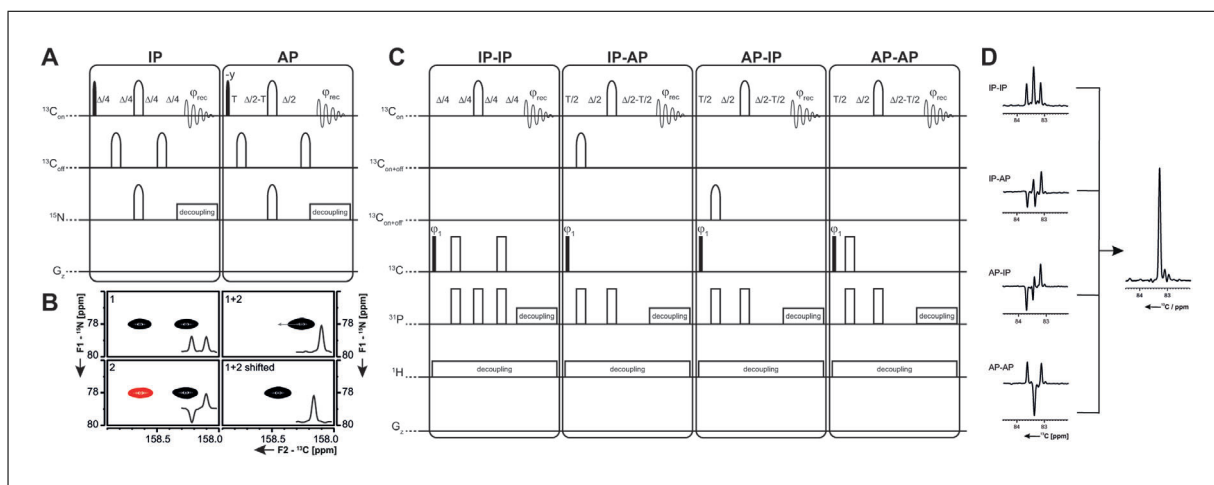 A
IP
AP
-y
Δ/4 Δ/4 Δ/4 Δ/4 φrec
T Δ/2-T Δ/2 φrec
¹³Con
¹³Coff
¹⁵N
decoupling
decoupling
Gz
B
1
1+2
2
1+2 shifted
78
80
78
80
78
80
78
80
F1 - ¹⁵N [ppm]
F1 - ¹⁵N [ppm]
158.5 158.0 158.5 158.0
F2 - ¹³C [ppm]
C
IP-IP
IP-AP
AP-IP
AP-AP
Δ/4 Δ/4 Δ/4 Δ/4 φrec
T/2 Δ/2 Δ/2-T/2 φrec
T/2 Δ/2 Δ/2-T/2 φrec
T/2 Δ/2 Δ/2-T/2 φrec
¹³Con
¹³Con+off
¹³Con+off
φ1 φ1 φ1 φ1
¹³C
³¹P
decoupling decoupling decoupling decoupling
¹H
decoupling decoupling decoupling decoupling
Gz
D
IP-IP
84 83
IP-AP
84 83
AP-IP
84 83
AP-AP
84 83
¹³C [ppm]
84 83
¹³C / ppm